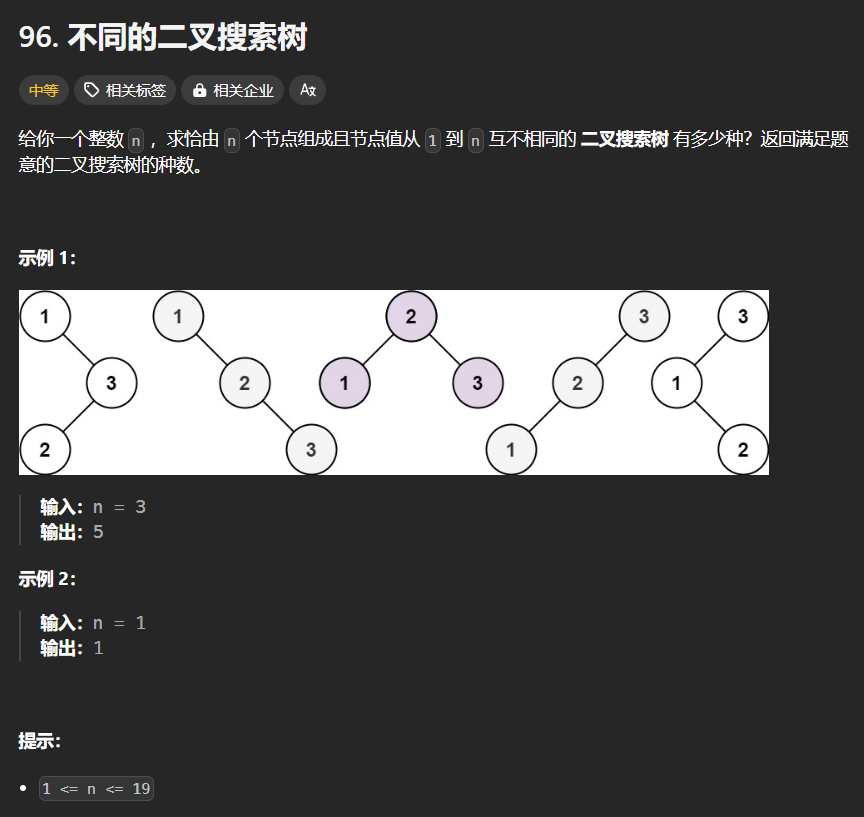 96. 不同的二叉搜索树
中等 相关标签 相关企业 A文
给你一个整数 n ，求恰由 n 个节点组成且节点值从 1 到 n 互不相同的 二叉搜索树 有多少种？返回满足题
意的二叉搜索树的种数。
示例 1：
1 1 2 3 3
3 2 1 3 2 1
2 3 1 2
输入：n = 3
输出：5
示例 2：
输入：n = 1
输出：1
提示：
1 <= n <= 19